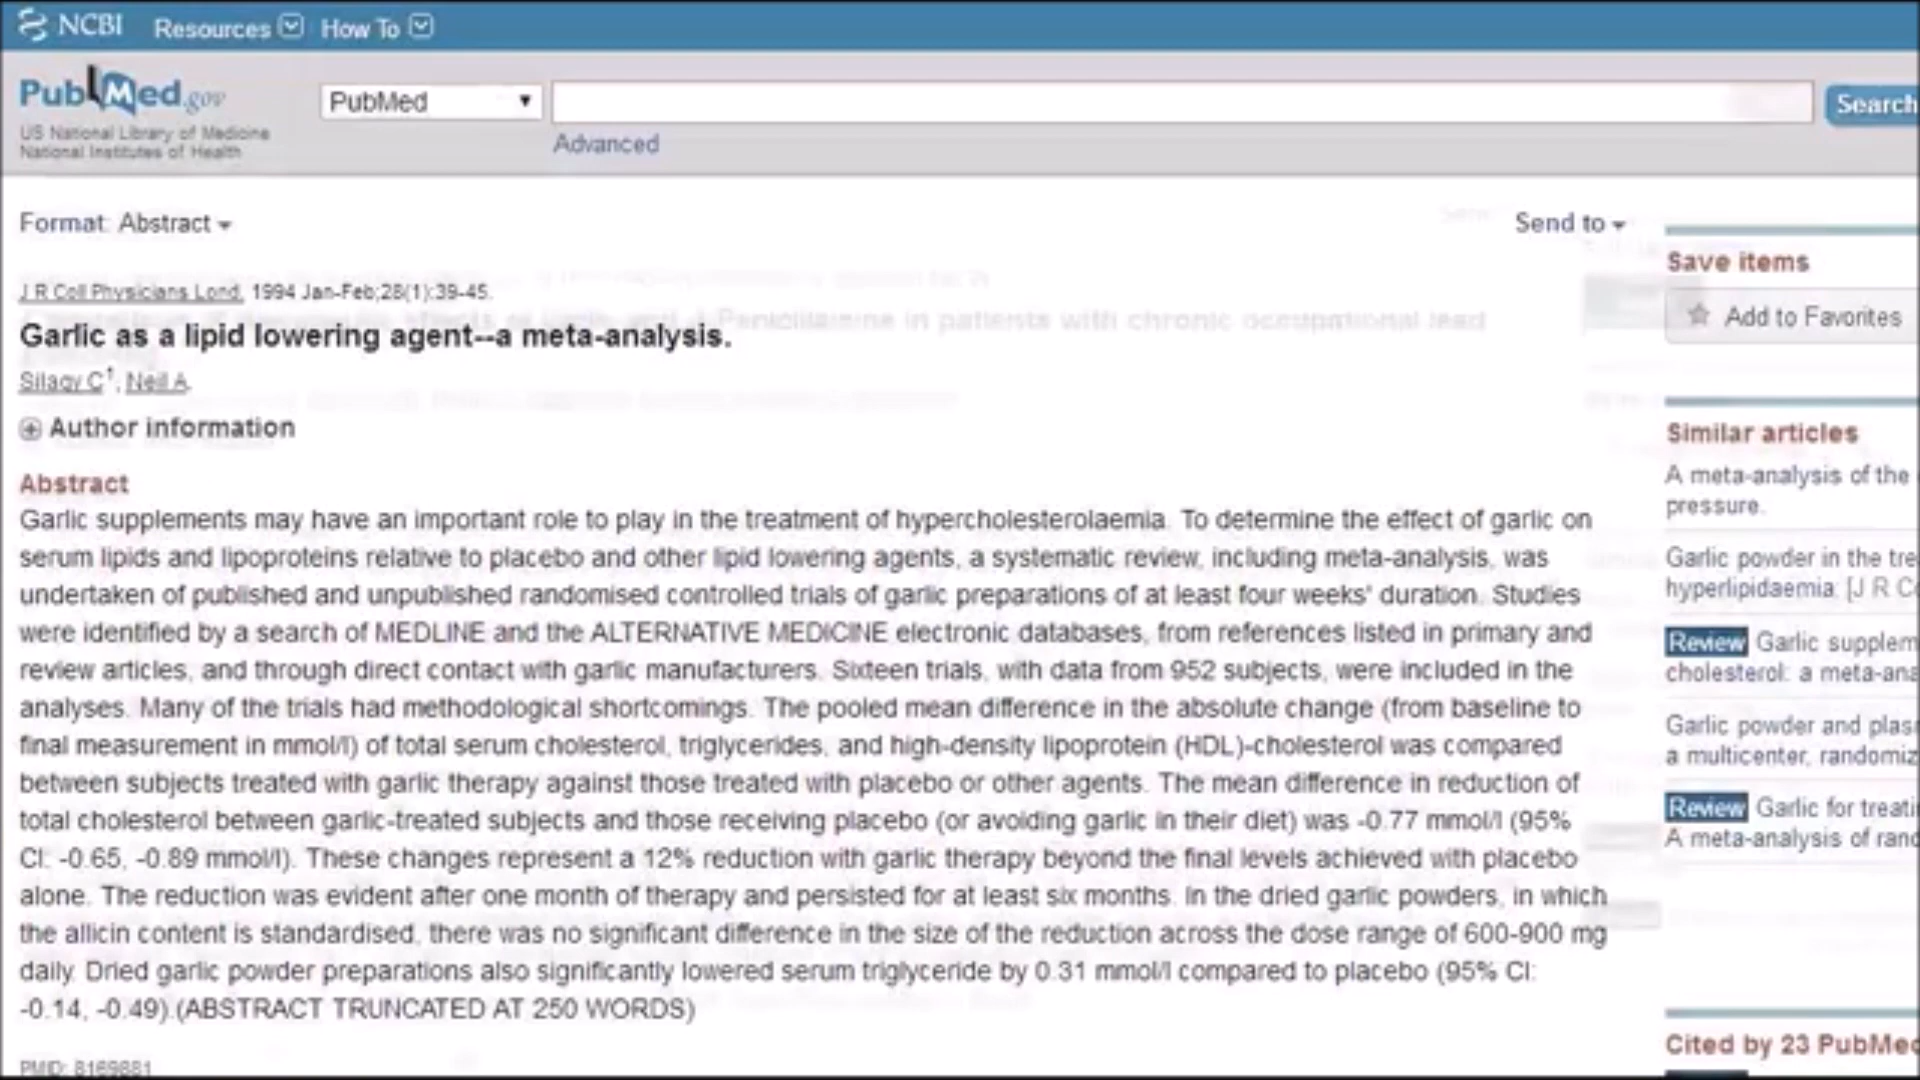 NCBI Resources How To
PubMed.gov
US National Library of Medicine
National Institutes of Health
PubMed
Search
Advanced
Format: Abstract
Send to
J R Coll Physicians Lond. 1994 Jan-Feb;28(1):39-45.
Garlic as a lipid lowering agent--a meta-analysis.
Silagy C1, Neil A.
Author information
Abstract
Garlic supplements may have an important role to play in the treatment of hypercholesterolaemia. To determine the effect of garlic on
serum lipids and lipoproteins relative to placebo and other lipid lowering agents, a systematic review, including meta-analysis, was
undertaken of published and unpublished randomised controlled trials of garlic preparations of at least four weeks' duration. Studies
were identified by a search of MEDLINE and the ALTERNATIVE MEDICINE electronic databases, from references listed in primary and
review articles, and through direct contact with garlic manufacturers. Sixteen trials, with data from 952 subjects, were included in the
analyses. Many of the trials had methodological shortcomings. The pooled mean difference in the absolute change (from baseline to
final measurement in mmol/l) of total serum cholesterol, triglycerides, and high-density lipoprotein (HDL)-cholesterol was compared
between subjects treated with garlic therapy against those treated with placebo or other agents. The mean difference in reduction of
total cholesterol between garlic-treated subjects and those receiving placebo (or avoiding garlic in their diet) was -0.77 mmol/l (95%
CI: -0.65, -0.89 mmol/l). These changes represent a 12% reduction with garlic therapy beyond the final levels achieved with placebo
alone. The reduction was evident after one month of therapy and persisted for at least six months. In the dried garlic powders, in which
the allicin content is standardised, there was no significant difference in the size of the reduction across the dose range of 600-900 mg
daily. Dried garlic powder preparations also significantly lowered serum triglyceride by 0.31 mmol/l compared to placebo (95% CI:
-0.14, -0.49).(ABSTRACT TRUNCATED AT 250 WORDS)
PMID: 8169881
Save items
Add to Favorites
Similar articles
A meta-analysis of the
pressure.
Garlic powder in the tre
hyperlipidaemia: [J R Co
Review Garlic supplem
cholesterol: a meta-ana
Garlic powder and plas
a multicenter, randomiz
Review Garlic for treati
A meta-analysis of rand
Cited by 23 PubMed